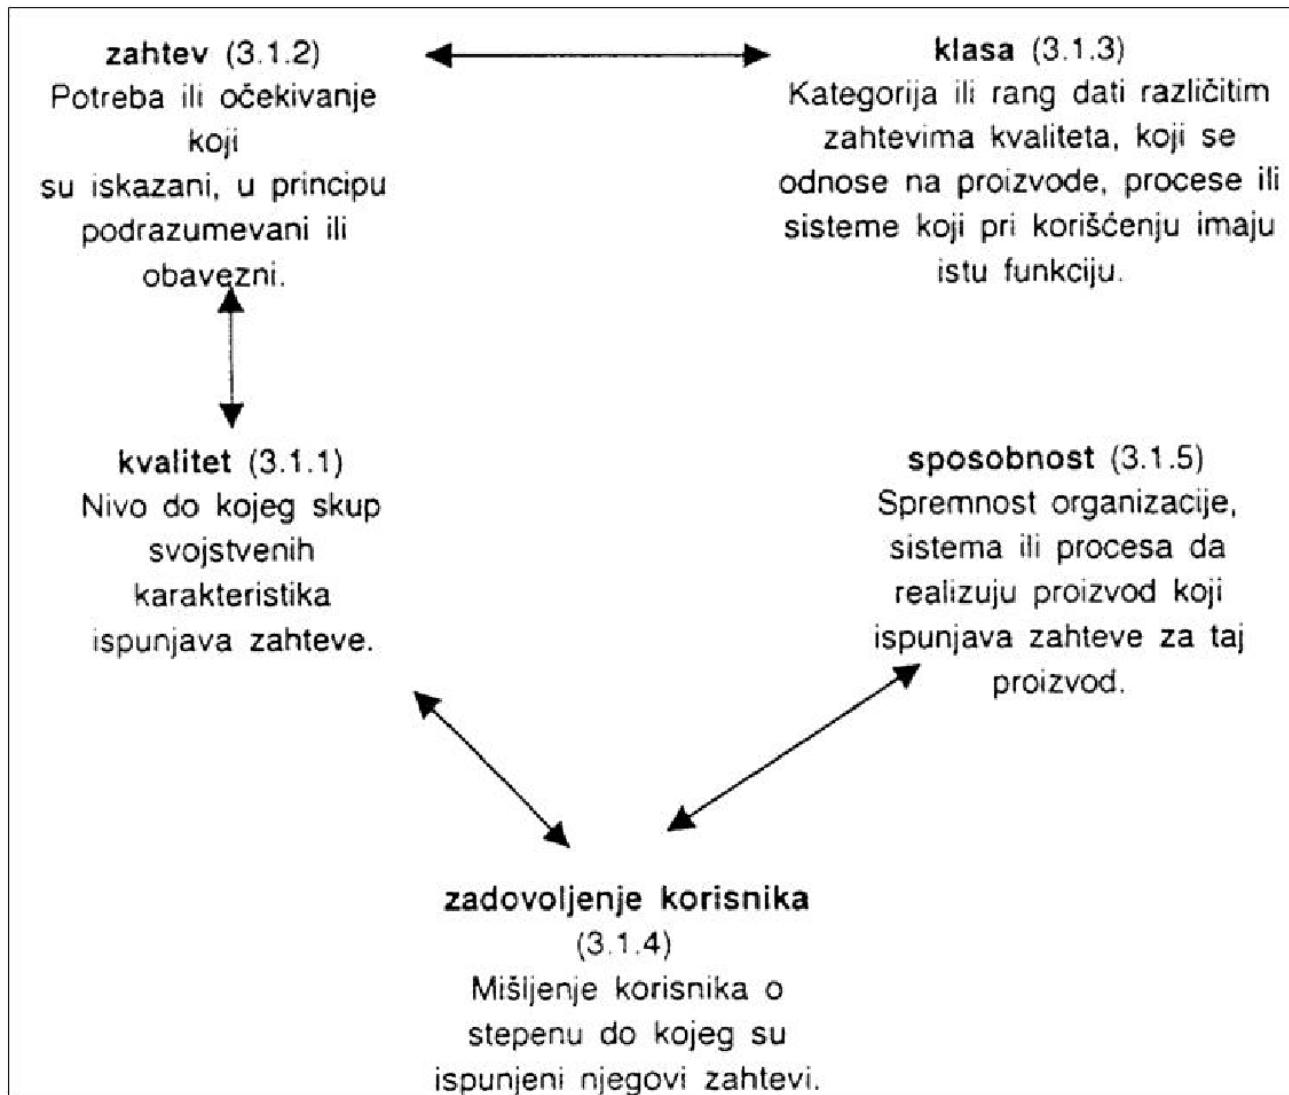 zahtev (3.1.2)
Potreba ili očekivanje
koji
su iskazani, u principu
podrazumevani ili
obavezni.
klasa (3.1.3)
Kategorija ili rang dati različitim
zahtevima kvaliteta, koji se
odnose na proizvode, procese ili
sisteme koji pri korišćenju imaju
istu funkciju.
kvalitet (3.1.1)
Nivo do kojeg skup
svojstvenih
karakteristika
ispunjava zahteve.
sposobnost (3.1.5)
Spremnost organizacije,
sistema ili procesa da
realizuju proizvod koji
ispunjava zahteve za taj
proizvod.
zadovoljenje korisnika
(3.1.4)
Mišljenje korisnika o
stepenu do kojeg su
ispunjeni njegovi zahtevi.